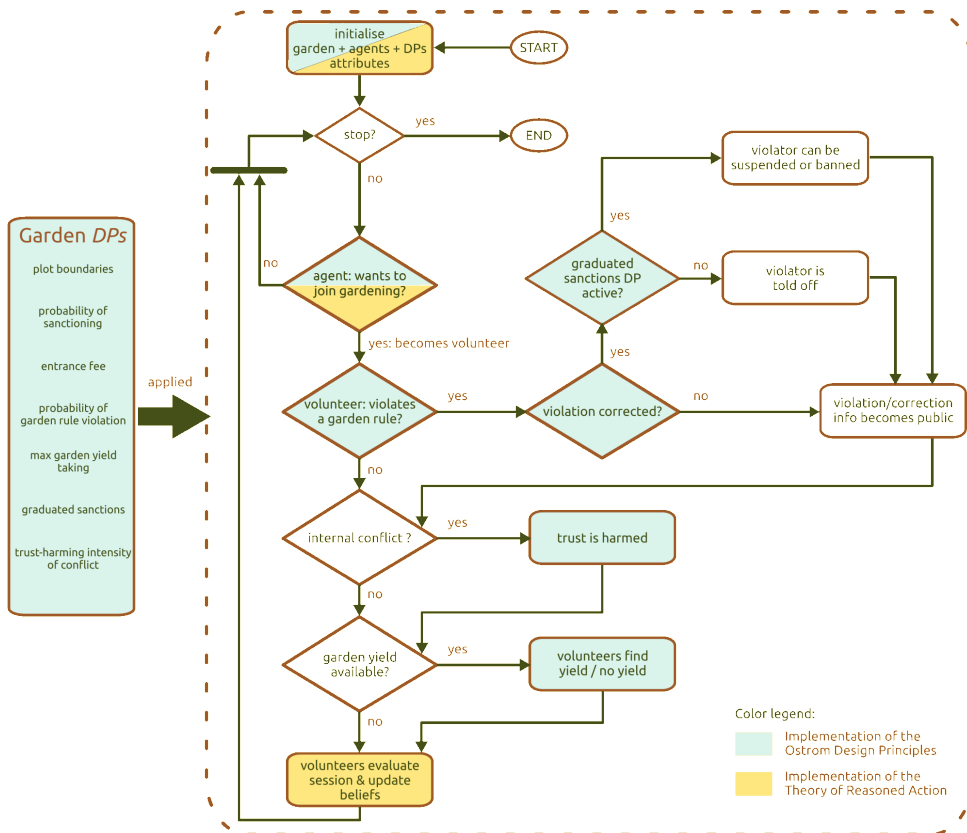 initialise
garden + agents + DPs
attributes
START
stop?
yes
END
no
Garden DPs
plot boundaries
probability of
sanctioning
entrance fee
probability of
garden rule violation
max garden yield
taking
graduated sanctions
trust-harming intensity
of conflict
applied
agent: wants to
join gardening?
no
yes: becomes volunteer
volunteer: violates
a garden rule?
yes
no
violation corrected?
yes
no
graduated
sanctions DP
active?
yes
no
violator can be
suspended or banned
violator is
told off
violation/correction
info becomes public
internal conflict ?
yes
no
trust is harmed
garden yield
available?
yes
no
volunteers find
yield / no yield
volunteers evaluate
session & update
beliefs
Color legend:
Implementation of the
Ostrom Design Principles
Implementation of the
Theory of Reasoned Action